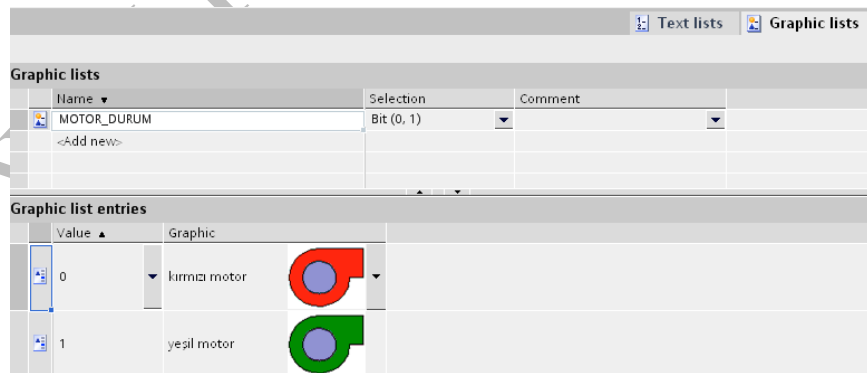 Text lists Graphic lists
Graphic lists
Name Selection Comment
MOTOR_DURUM Bit (0, 1)
<Add new>
Graphic list entries
Value Graphic
0 kırmızı motor
1 yeşil motor